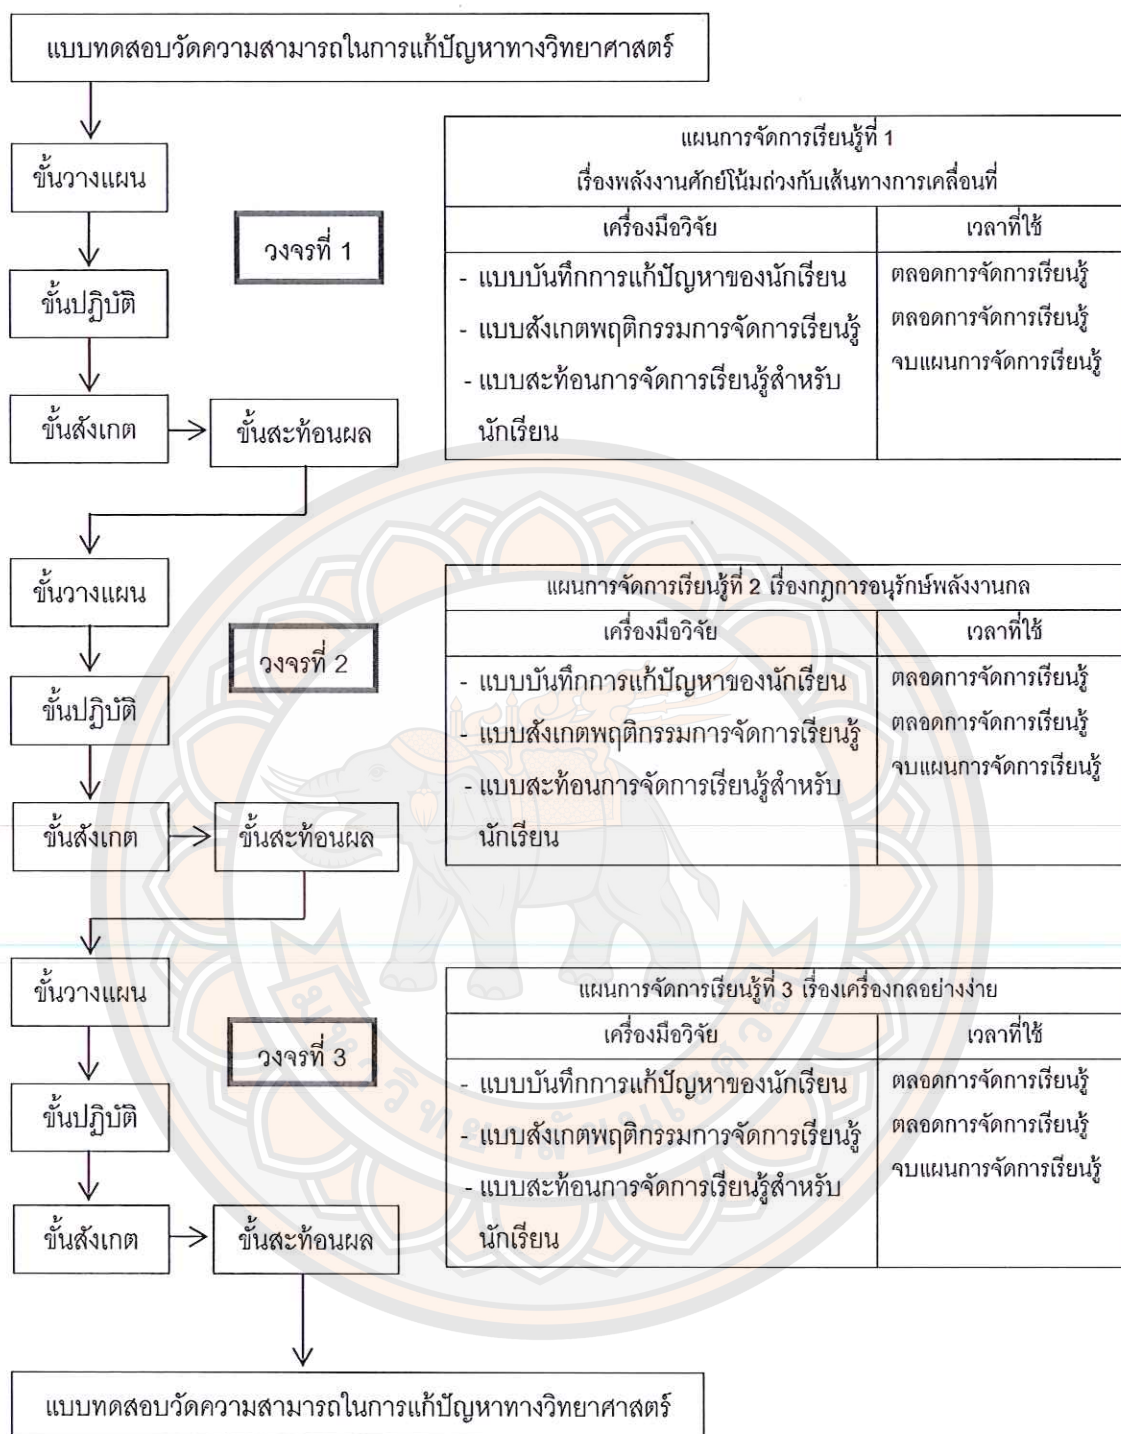 แบบทดสอบวัดความสามารถในการแก้ปัญหาทางวิทยาศาสตร์
ขั้นวางแผน
ขั้นปฏิบัติ
ขั้นสังเกต
ขั้นสะท้อนผล
วงจรที่ 1
แผนการจัดการเรียนรู้ที่ 1
เรื่องพลังงานศักย์โน้มถ่วงกับเส้นทางการเคลื่อนที่
เครื่องมือวิจัย
เวลาที่ใช้
- แบบบันทึกการแก้ปัญหาของนักเรียน
ตลอดการจัดการเรียนรู้
- แบบสังเกตพฤติกรรมการจัดการเรียนรู้
ตลอดการจัดการเรียนรู้
- แบบสะท้อนการจัดการเรียนรู้สำหรับ
นักเรียน
จบแผนการจัดการเรียนรู้
ขั้นวางแผน
ขั้นปฏิบัติ
ขั้นสังเกต
ขั้นสะท้อนผล
วงจรที่ 2
แผนการจัดการเรียนรู้ที่ 2 เรื่องกฎการอนุรักษ์พลังงานกล
เครื่องมือวิจัย
เวลาที่ใช้
- แบบบันทึกการแก้ปัญหาของนักเรียน
ตลอดการจัดการเรียนรู้
- แบบสังเกตพฤติกรรมการจัดการเรียนรู้
ตลอดการจัดการเรียนรู้
- แบบสะท้อนการจัดการเรียนรู้สำหรับ
นักเรียน
จบแผนการจัดการเรียนรู้
ขั้นวางแผน
ขั้นปฏิบัติ
ขั้นสังเกต
ขั้นสะท้อนผล
วงจรที่ 3
แผนการจัดการเรียนรู้ที่ 3 เรื่องเครื่องกลอย่างง่าย
เครื่องมือวิจัย
เวลาที่ใช้
- แบบบันทึกการแก้ปัญหาของนักเรียน
ตลอดการจัดการเรียนรู้
- แบบสังเกตพฤติกรรมการจัดการเรียนรู้
ตลอดการจัดการเรียนรู้
- แบบสะท้อนการจัดการเรียนรู้สำหรับ
นักเรียน
จบแผนการจัดการเรียนรู้
มหาวิทยาลัยนเรศวร
แบบทดสอบวัดความสามารถในการแก้ปัญหาทางวิทยาศาสตร์